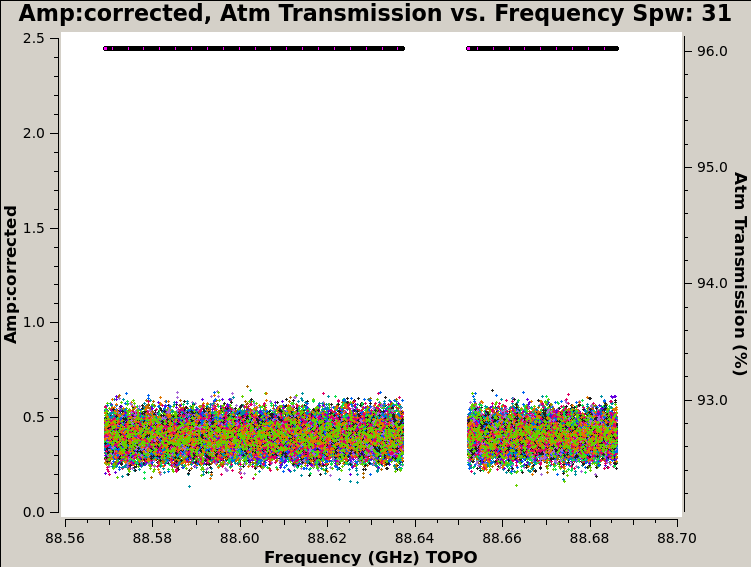 Amp:corrected, Atm Transmission vs. Frequency Spw: 31
2.5
2.0
1.5
1.0
0.5
0.0
Amp:corrected
96.0
95.0
94.0
93.0
Atm Transmission (%)
88.56 88.58 88.60 88.62 88.64 88.66 88.68 88.70
Frequency (GHz) TOPO